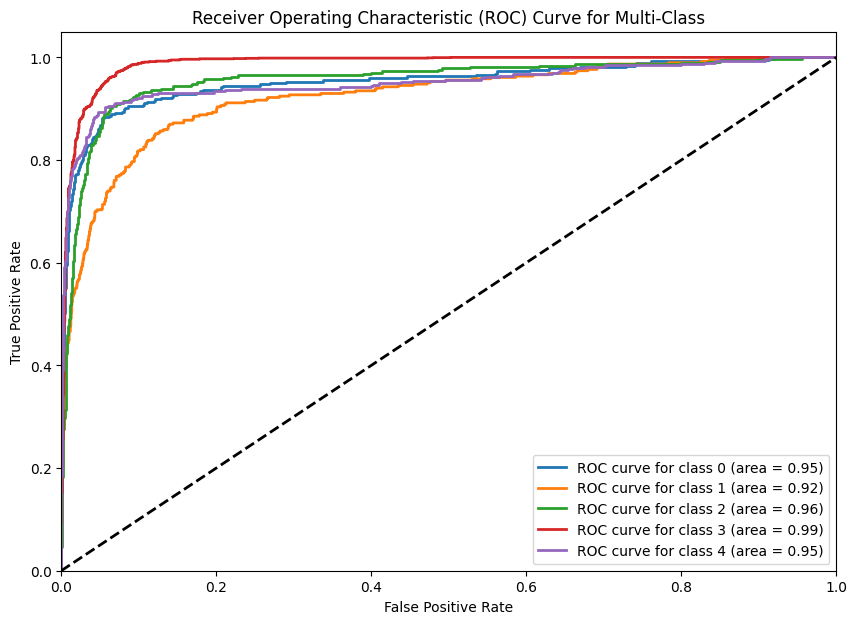 Receiver Operating Characteristic (ROC) Curve for Multi-Class
True Positive Rate
1.0
0.8
0.6
0.4
0.2
0.0
0.0 0.2 0.4 0.6 0.8 1.0
False Positive Rate
ROC curve for class 0 (area = 0.95)
ROC curve for class 1 (area = 0.92)
ROC curve for class 2 (area = 0.96)
ROC curve for class 3 (area = 0.99)
ROC curve for class 4 (area = 0.95)